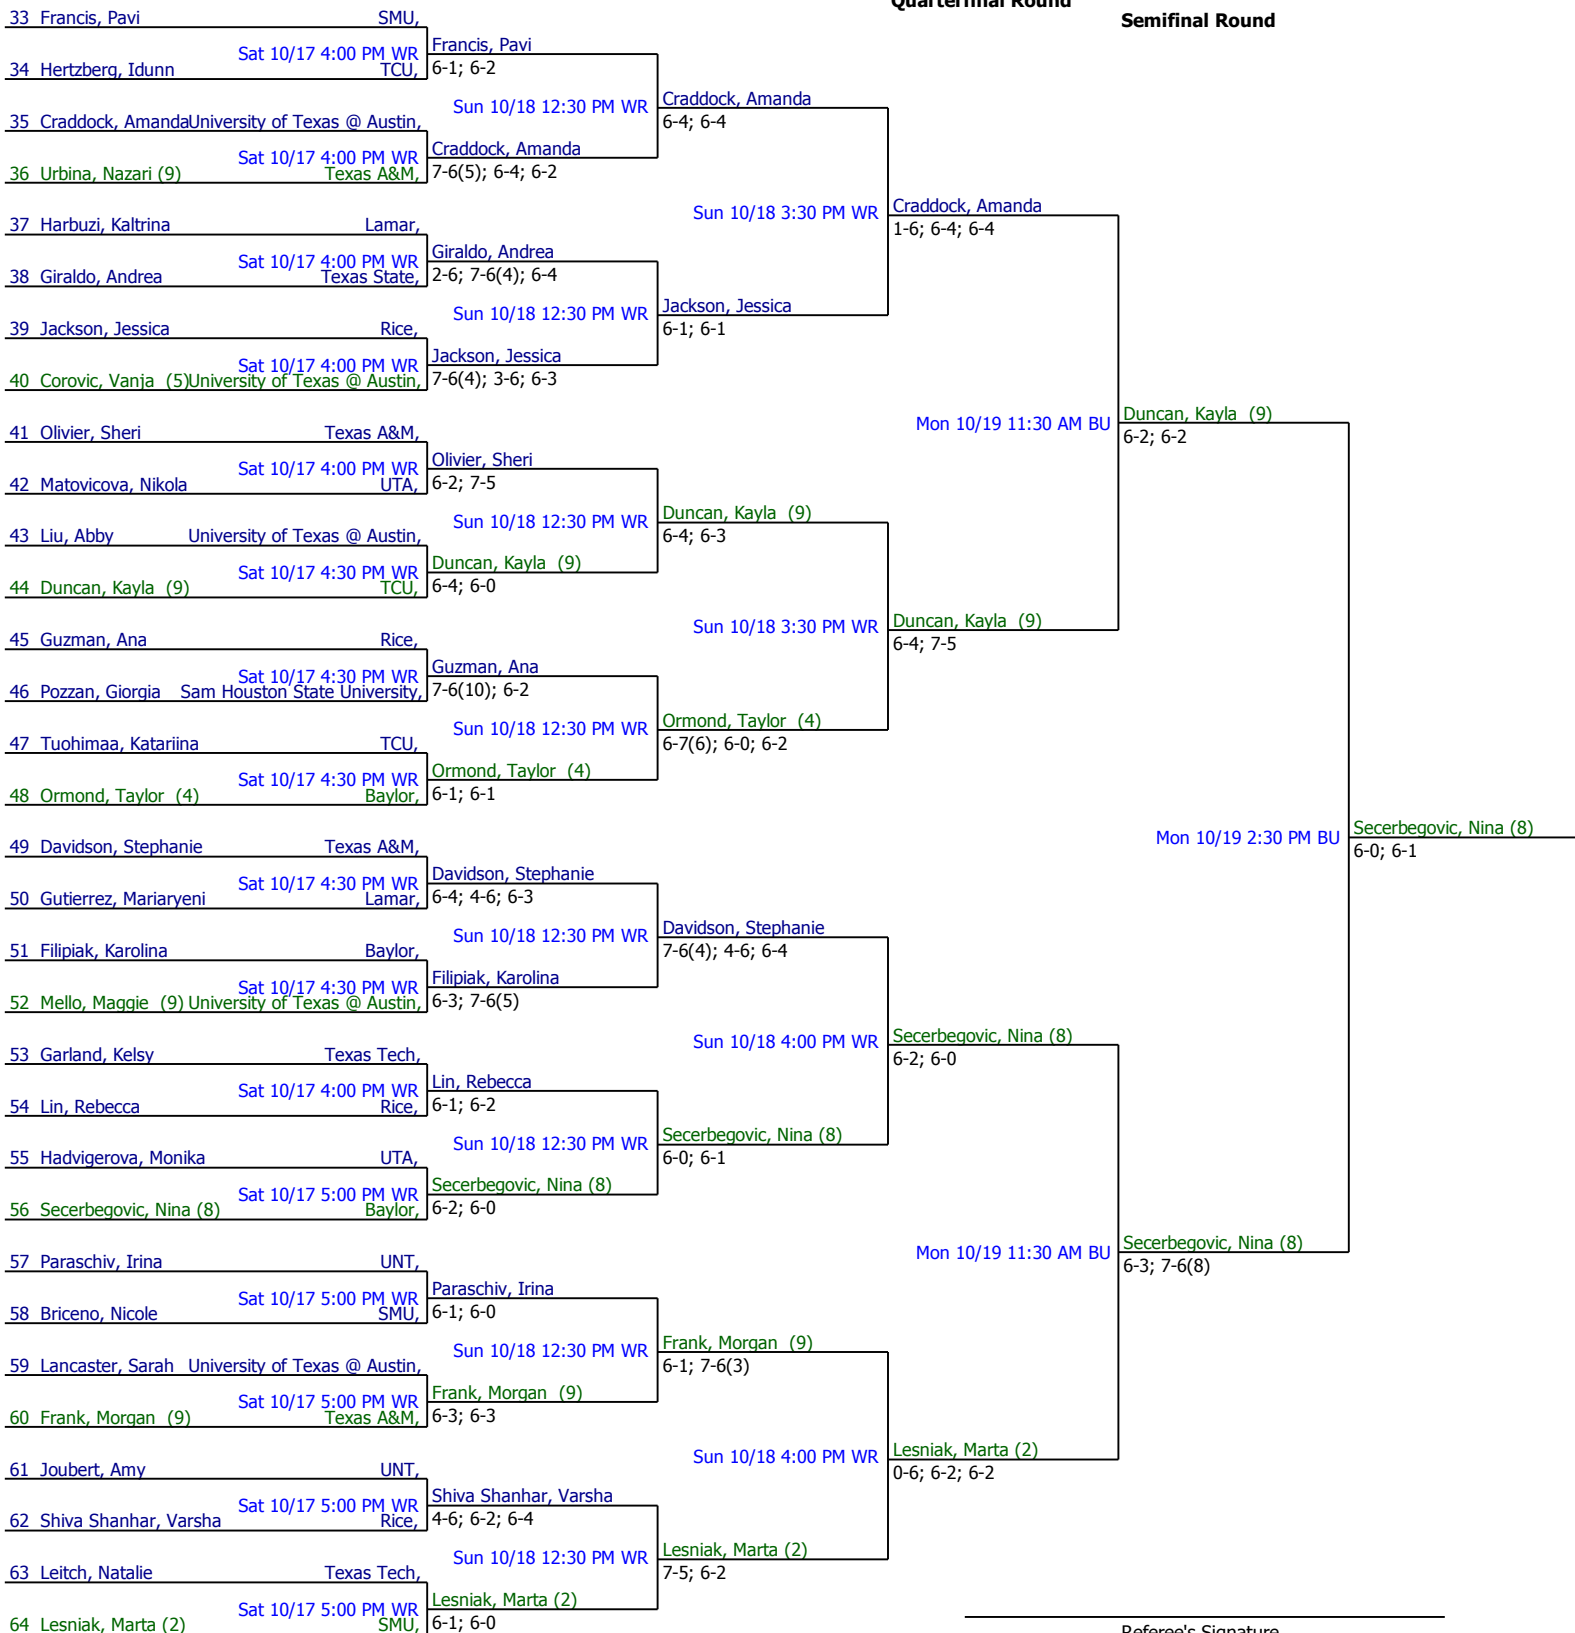 Quarterfinal Round
Semifinal Round
33 Francis, Pavi SMU,
Sat 10/17 4:00 PM WR
34 Hertzberg, Idunn TCU,
Francis, Pavi
6-1; 6-2
Sun 10/18 12:30 PM WR
Craddock, Amanda
6-4; 6-4
35 Craddock, Amanda University of Texas @ Austin,
Sat 10/17 4:00 PM WR
36 Urbina, Nazari (9) Texas A&M,
Craddock, Amanda
7-6(5); 6-4; 6-2
Sun 10/18 3:30 PM WR
Craddock, Amanda
1-6; 6-4; 6-4
37 Harbuzi, Kaltrina Lamar,
Sat 10/17 4:00 PM WR
38 Giraldo, Andrea Texas State,
Giraldo, Andrea
2-6; 7-6(4); 6-4
Sun 10/18 12:30 PM WR
Jackson, Jessica
6-1; 6-1
39 Jackson, Jessica Rice,
Sat 10/17 4:00 PM WR
40 Corovic, Vanja (5) University of Texas @ Austin,
Jackson, Jessica
7-6(4); 3-6; 6-3
Mon 10/19 11:30 AM BU
Duncan, Kayla (9)
6-2; 6-2
41 Olivier, Sheri Texas A&M,
Sat 10/17 4:00 PM WR
42 Matovicova, Nikola UTA,
Olivier, Sheri
6-2; 7-5
Sun 10/18 12:30 PM WR
Duncan, Kayla (9)
6-4; 6-3
43 Liu, Abby University of Texas @ Austin,
Sat 10/17 4:30 PM WR
44 Duncan, Kayla (9) TCU,
Duncan, Kayla (9)
6-4; 6-0
Sun 10/18 3:30 PM WR
Duncan, Kayla (9)
6-4; 7-5
45 Guzman, Ana Rice,
Sat 10/17 4:30 PM WR
46 Pozzan, Giorgia Sam Houston State University,
Guzman, Ana
7-6(10); 6-2
Sun 10/18 12:30 PM WR
Ormond, Taylor (4)
6-7(6); 6-0; 6-2
47 Tuohimaa, Katariina TCU,
Sat 10/17 4:30 PM WR
48 Ormond, Taylor (4) Baylor,
Ormond, Taylor (4)
6-1; 6-1
Mon 10/19 2:30 PM BU
Secerbegovic, Nina (8)
6-0; 6-1
49 Davidson, Stephanie Texas A&M,
Sat 10/17 4:30 PM WR
50 Gutierrez, Mariaryeni Lamar,
Davidson, Stephanie
6-4; 4-6; 6-3
Sun 10/18 12:30 PM WR
Davidson, Stephanie
7-6(4); 4-6; 6-4
51 Filipiak, Karolina Baylor,
Sat 10/17 4:30 PM WR
52 Mello, Maggie (9) University of Texas @ Austin,
Filipiak, Karolina
6-3; 7-6(5)
Sun 10/18 4:00 PM WR
Secerbegovic, Nina (8)
6-2; 6-0
53 Garland, Kelsy Texas Tech,
Sat 10/17 4:00 PM WR
54 Lin, Rebecca Rice,
Lin, Rebecca
6-1; 6-2
Sun 10/18 12:30 PM WR
Secerbegovic, Nina (8)
6-0; 6-1
55 Hadvigerova, Monika UTA,
Sat 10/17 5:00 PM WR
56 Secerbegovic, Nina (8) Baylor,
Secerbegovic, Nina (8)
6-2; 6-0
Mon 10/19 11:30 AM BU
Secerbegovic, Nina (8)
6-3; 7-6(8)
57 Paraschiv, Irina UNT,
Sat 10/17 5:00 PM WR
58 Briceno, Nicole SMU,
Paraschiv, Irina
6-1; 6-0
Sun 10/18 12:30 PM WR
Frank, Morgan (9)
6-1; 7-6(3)
59 Lancaster, Sarah University of Texas @ Austin,
Sat 10/17 5:00 PM WR
60 Frank, Morgan (9) Texas A&M,
Frank, Morgan (9)
6-3; 6-3
Sun 10/18 4:00 PM WR
Lesniak, Marta (2)
0-6; 6-2; 6-2
61 Joubert, Amy UNT,
Sat 10/17 5:00 PM WR
62 Shiva Shanhar, Varsha Rice,
Shiva Shanhar, Varsha
4-6; 6-2; 6-4
Sun 10/18 12:30 PM WR
Lesniak, Marta (2)
7-5; 6-2
63 Leitch, Natalie Texas Tech,
Sat 10/17 5:00 PM WR
64 Lesniak, Marta (2) SMU,
Lesniak, Marta (2)
6-1; 6-0
Referee's Signature